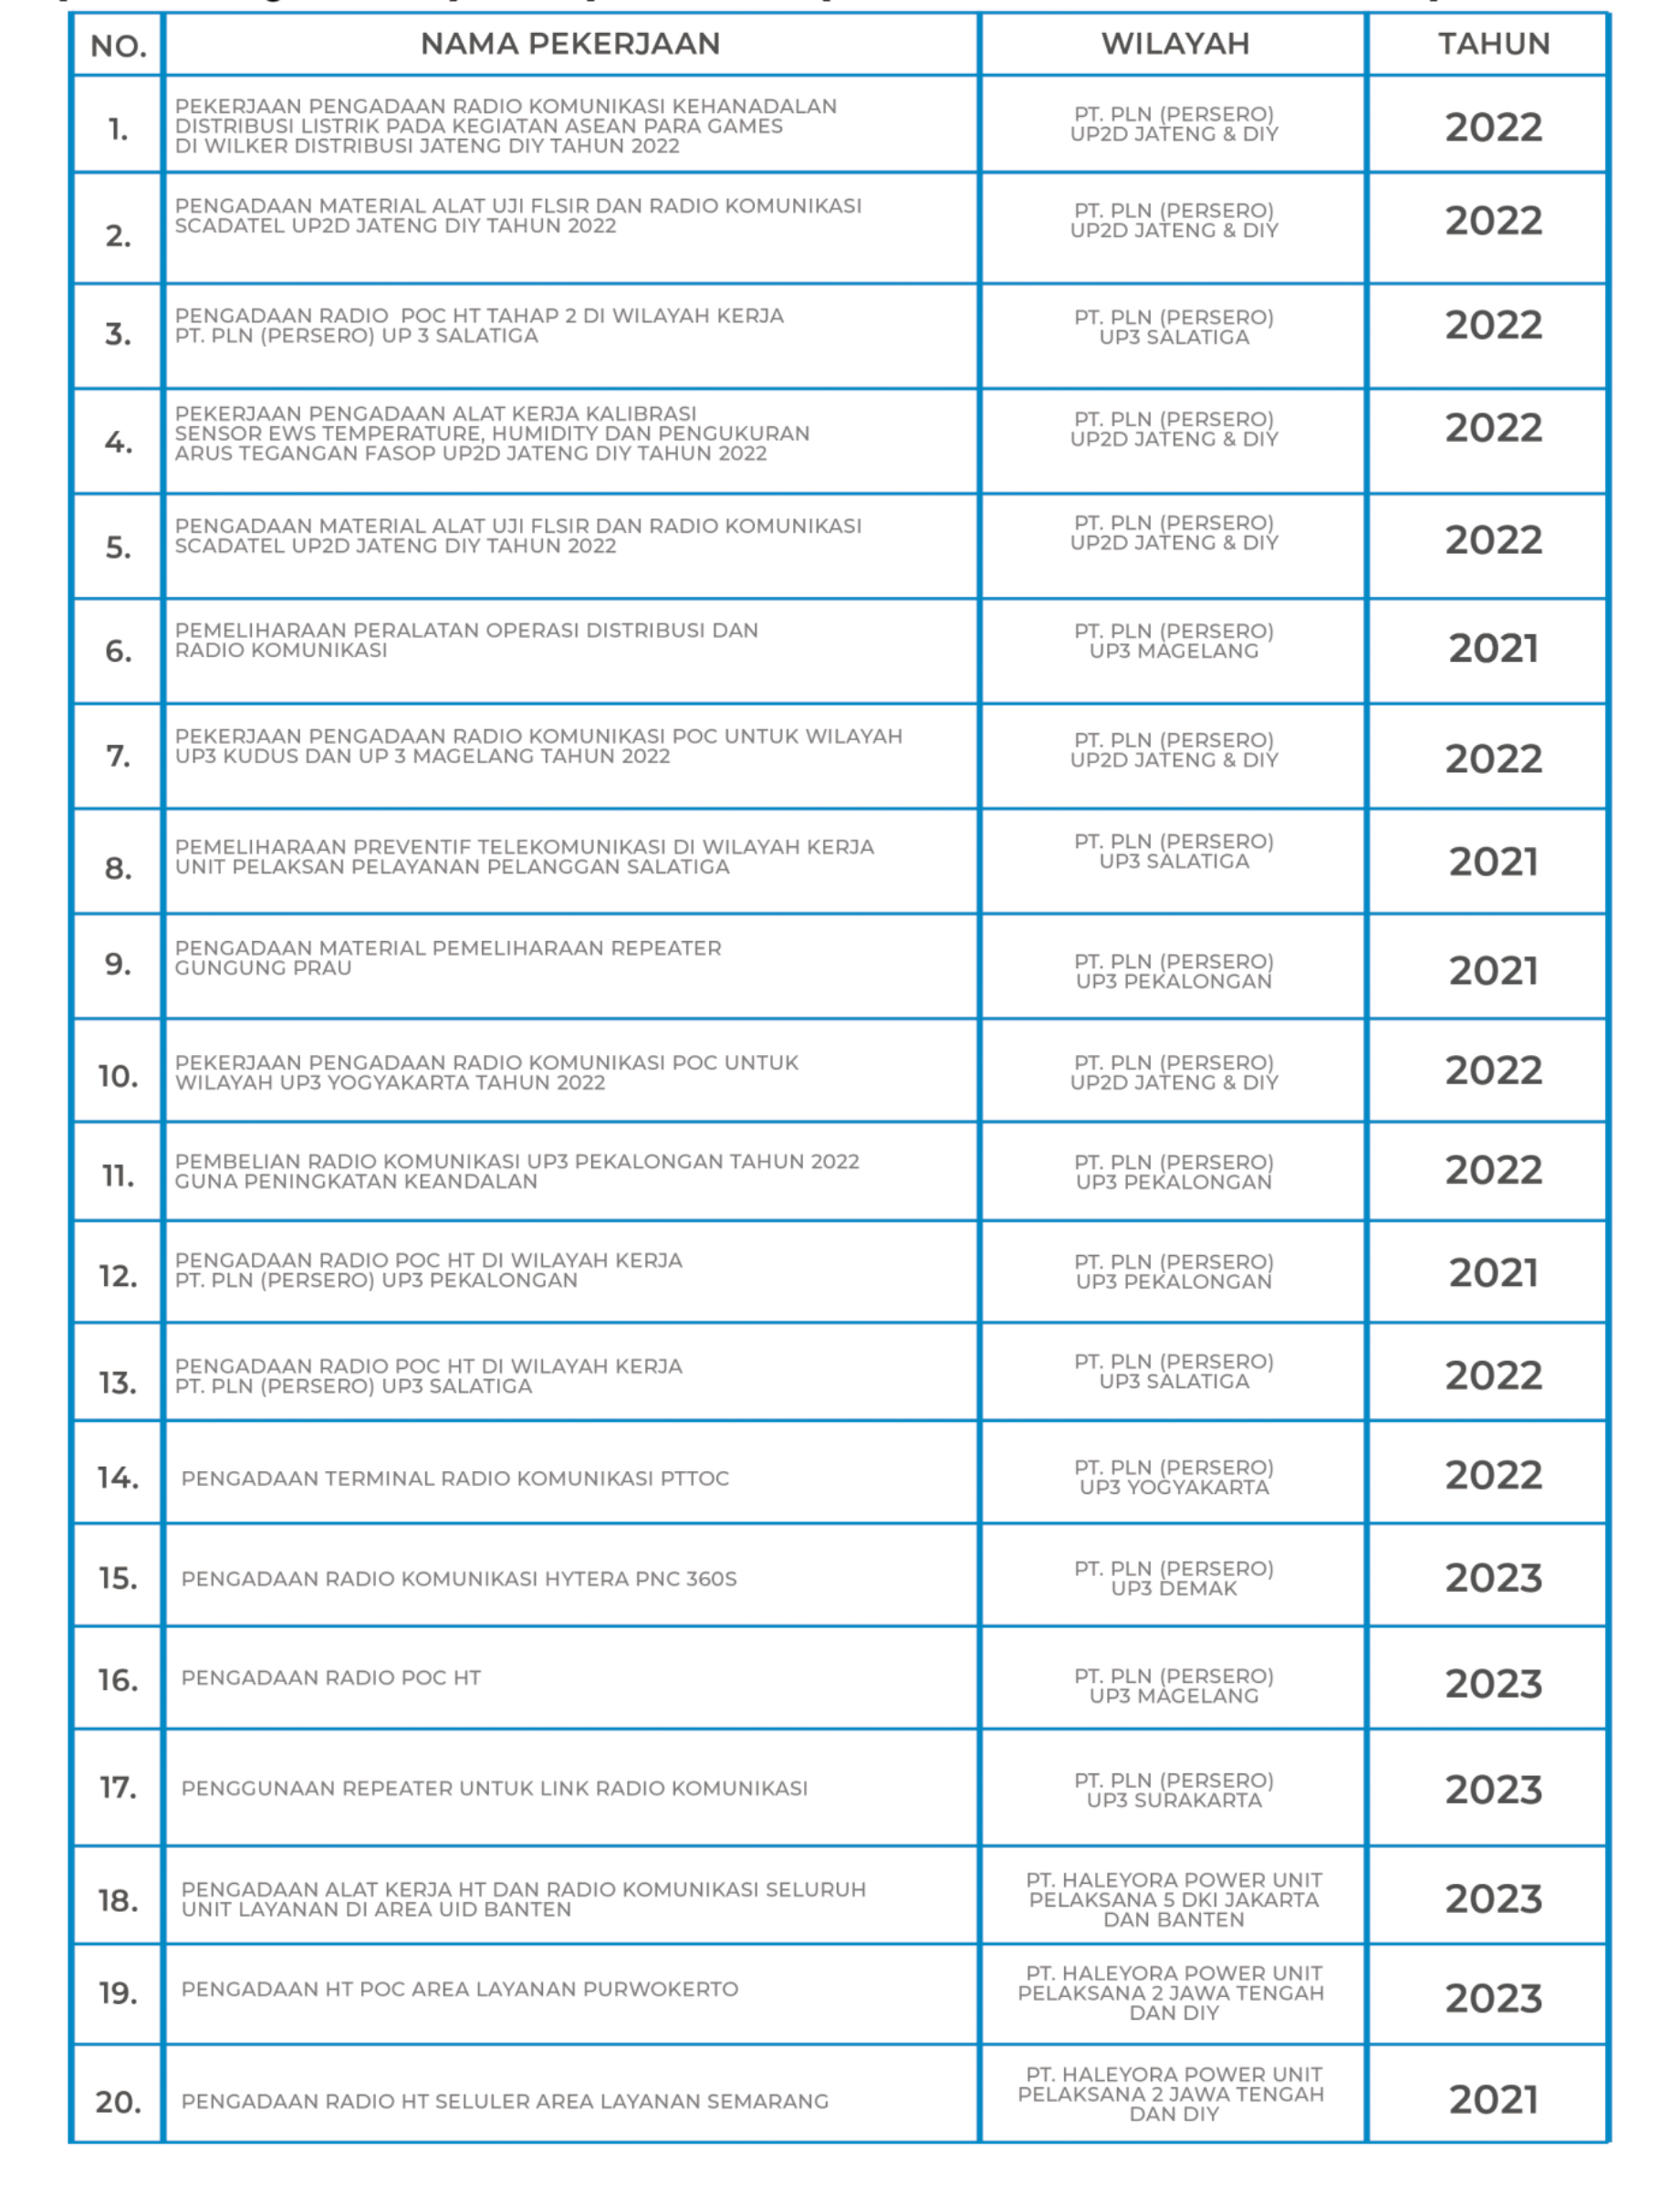 NO. NAMA PEKERJAAN WILAYAH TAHUN
1. PEKERJAAN PENGADAAN RADIO KOMUNIKASI KEHANADALAN
DISTRIBUSI LISTRIK PADA KEGIATAN ASEAN PARA GAMES
DI WILKER DISTRIBUSI JATENG DIY TAHUN 2022
PT. PLN (PERSERO)
UP2D JATENG & DIY
2022
2. PENGADAAN MATERIAL ALAT UJI FLSIR DAN RADIO KOMUNIKASI
SCADATEL UP2D JATENG DIY TAHUN 2022
PT. PLN (PERSERO)
UP2D JATENG & DIY
2022
3. PENGADAAN RADIO POC HT TAHAP 2 DI WILAYAH KERJA
PT. PLN (PERSERO) UP 3 SALATIGA
PT. PLN (PERSERO)
UP3 SALATIGA
2022
4. PEKERJAAN PENGADAAN ALAT KERJA KALIBRASI
SENSOR EWS TEMPERATURE, HUMIDITY DAN PENGUKURAN
ARUS TEGANGAN FASOP UP2D JATENG DIY TAHUN 2022
PT. PLN (PERSERO)
UP2D JATENG & DIY
2022
5. PENGADAAN MATERIAL ALAT UJI FLSIR DAN RADIO KOMUNIKASI
SCADATEL UP2D JATENG DIY TAHUN 2022
PT. PLN (PERSERO)
UP2D JATENG & DIY
2022
6. PEMELIHARAAN PERALATAN OPERASI DISTRIBUSI DAN
RADIO KOMUNIKASI
PT. PLN (PERSERO)
UP3 MAGELANG
2021
7. PEKERJAAN PENGADAAN RADIO KOMUNIKASI POC UNTUK WILAYAH
UP3 KUDUS DAN UP 3 MAGELANG TAHUN 2022
PT. PLN (PERSERO)
UP2D JATENG & DIY
2022
8. PEMELIHARAAN PREVENTIF TELEKOMUNIKASI DI WILAYAH KERJA
UNIT PELAKSAN PELAYANAN PELANGGAN SALATIGA
PT. PLN (PERSERO)
UP3 SALATIGA
2021
9. PENGADAAN MATERIAL PEMELIHARAAN REPEATER
GUNGUNG PRAU
PT. PLN (PERSERO)
UP3 PEKALONGAN
2021
10. PEKERJAAN PENGADAAN RADIO KOMUNIKASI POC UNTUK
WILAYAH UP3 YOGYAKARTA TAHUN 2022
PT. PLN (PERSERO)
UP2D JATENG & DIY
2022
11. PEMBELIAN RADIO KOMUNIKASI UP3 PEKALONGAN TAHUN 2022
GUNA PENINGKATAN KEANDALAN
PT. PLN (PERSERO)
UP3 PEKALONGAN
2022
12. PENGADAAN RADIO POC HT DI WILAYAH KERJA
PT. PLN (PERSERO) UP3 PEKALONGAN
PT. PLN (PERSERO)
UP3 PEKALONGAN
2021
13. PENGADAAN RADIO POC HT DI WILAYAH KERJA
PT. PLN (PERSERO) UP3 SALATIGA
PT. PLN (PERSERO)
UP3 SALATIGA
2022
14. PENGADAAN TERMINAL RADIO KOMUNIKASI PTTOC
PT. PLN (PERSERO)
UP3 YOGYAKARTA
2022
15. PENGADAAN RADIO KOMUNIKASI HYTERA PNC 360S
PT. PLN (PERSERO)
UP3 DEMAK
2023
16. PENGADAAN RADIO POC HT
PT. PLN (PERSERO)
UP3 MAGELANG
2023
17. PENGGUNAAN REPEATER UNTUK LINK RADIO KOMUNIKASI
PT. PLN (PERSERO)
UP3 SURAKARTA
2023
18. PENGADAAN ALAT KERJA HT DAN RADIO KOMUNIKASI SELURUH
UNIT LAYANAN DI AREA UID BANTEN
PT. HALEYORA POWER UNIT
PELAKSANA 5 DKI JAKARTA
DAN BANTEN
2023
19. PENGADAAN HT POC AREA LAYANAN PURWOKERTO
PT. HALEYORA POWER UNIT
PELAKSANA 2 JAWA TENGAH
DAN DIY
2023
20. PENGADAAN RADIO HT SELULER AREA LAYANAN SEMARANG
PT. HALEYORA POWER UNIT
PELAKSANA 2 JAWA TENGAH
DAN DIY
2021